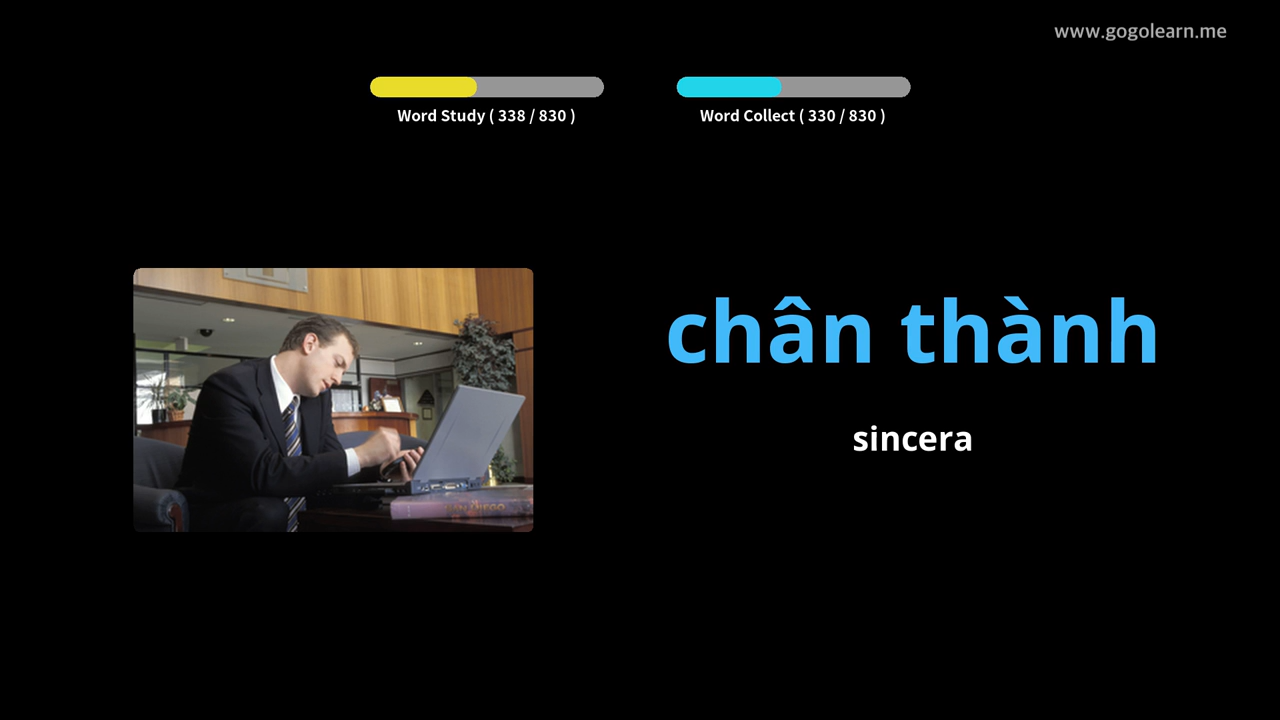 www.gogolearn.me
Word Study ( 338 / 830 )
Word Collect ( 330 / 830 )
chân thành
sincera